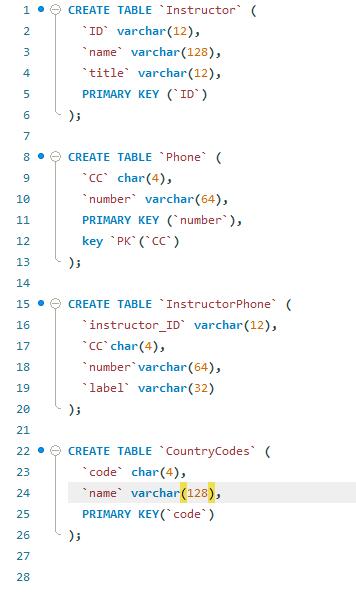 1 CREATE TABLE `Instructor` (
2 `ID` varchar(12),
3 `name` varchar(128),
4 `title` varchar(12),
5 PRIMARY KEY (`ID`)
6 );
7
8 CREATE TABLE `Phone` (
9 `CC` char(4),
10 `number` varchar(64),
11 PRIMARY KEY (`number`),
12 key `PK`(`CC`)
13 );
14
15 CREATE TABLE `InstructorPhone` (
16 `instructor_ID` varchar(12),
17 `CC`char(4),
18 `number`varchar(64),
19 `label` varchar(32)
20 );
21
22 CREATE TABLE `CountryCodes` (
23 `code` char(4),
24 `name` varchar(128),
25 PRIMARY KEY(`code`)
26 );
27
28